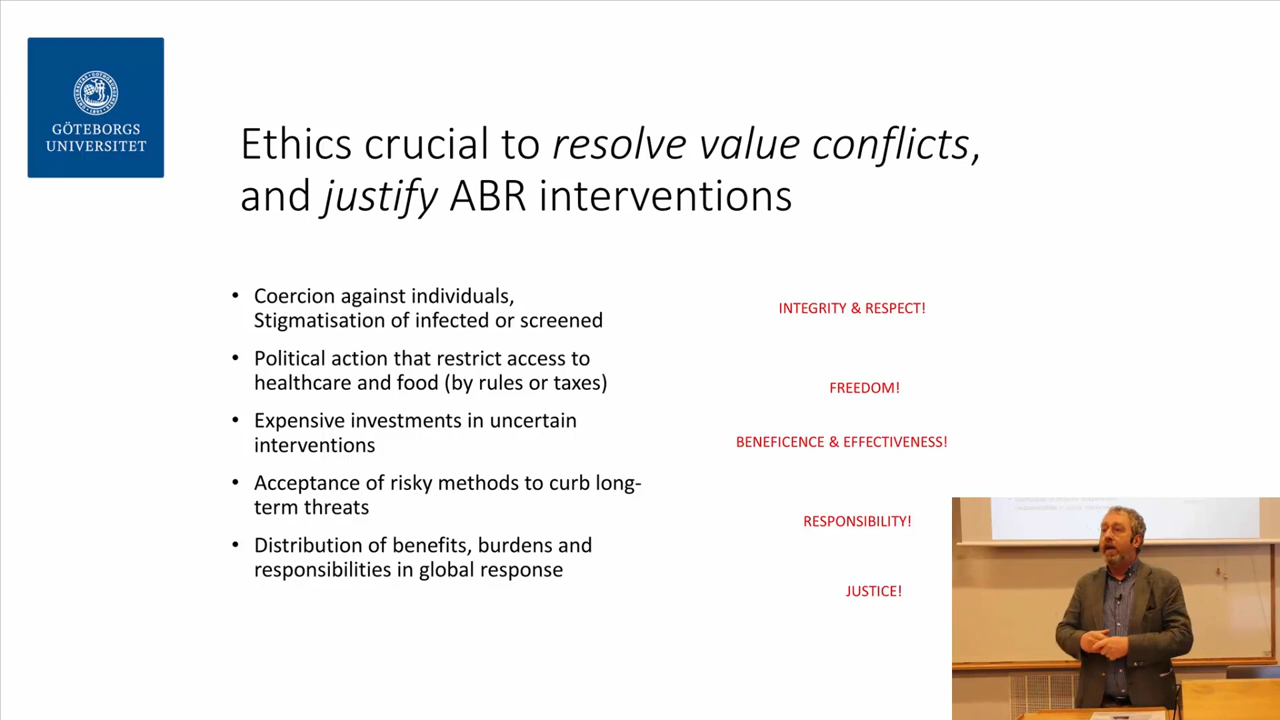 GÖTEBORGS
UNIVERSITET
Ethics crucial to resolve value conflicts,
and justify ABR interventions
• Coercion against individuals,
Stigmatisation of infected or screened
INTEGRITY & RESPECT!
• Political action that restrict access to
healthcare and food (by rules or taxes)
FREEDOM!
• Expensive investments in uncertain
interventions
BENEFICENCE & EFFECTIVENESS!
• Acceptance of risky methods to curb long-
term threats
RESPONSIBILITY!
• Distribution of benefits, burdens and
responsibilities in global response
JUSTICE!